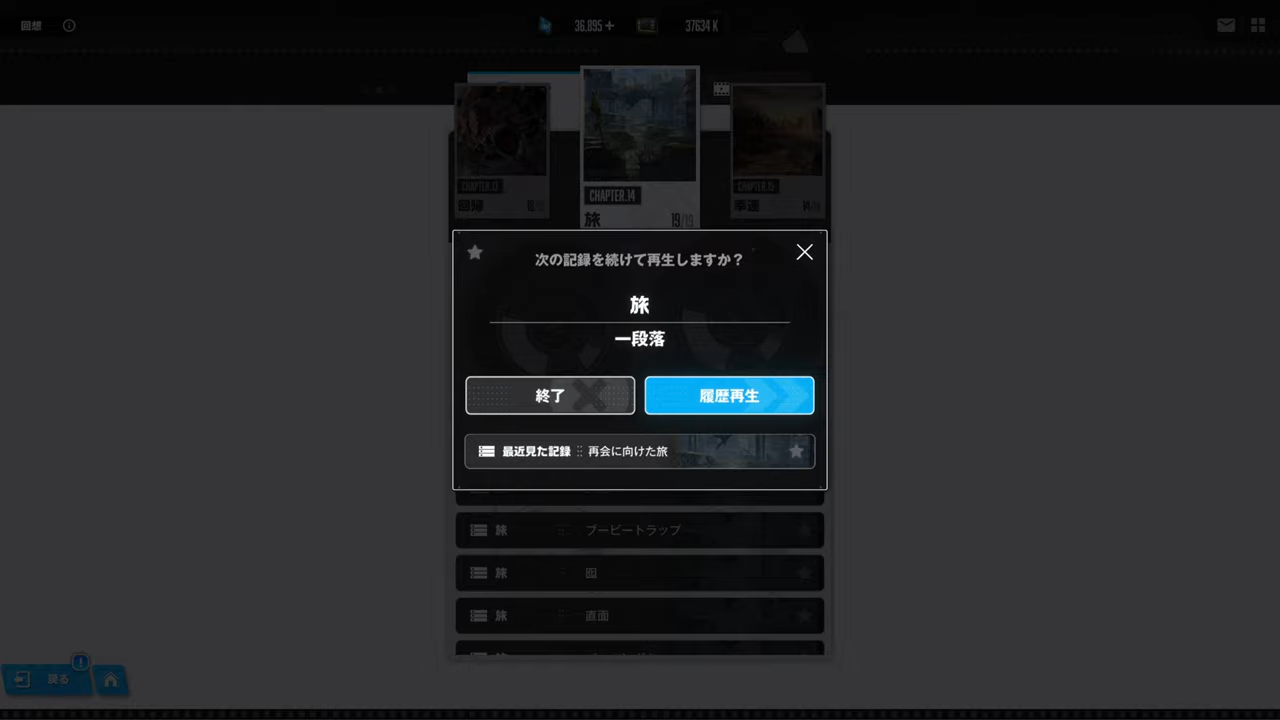 回想
36,895 +
37634 K
CHAPTER.13
回帰
CHAPTER.14
旅
19/19
CHAPTER.15
幸運
次の記録を続けて再生しますか？
旅
一段落
終了
履歴再生
最近見た記録 :: 再会に向けた旅
旅 ブービートラップ
旅 囮
旅 直面
戻る